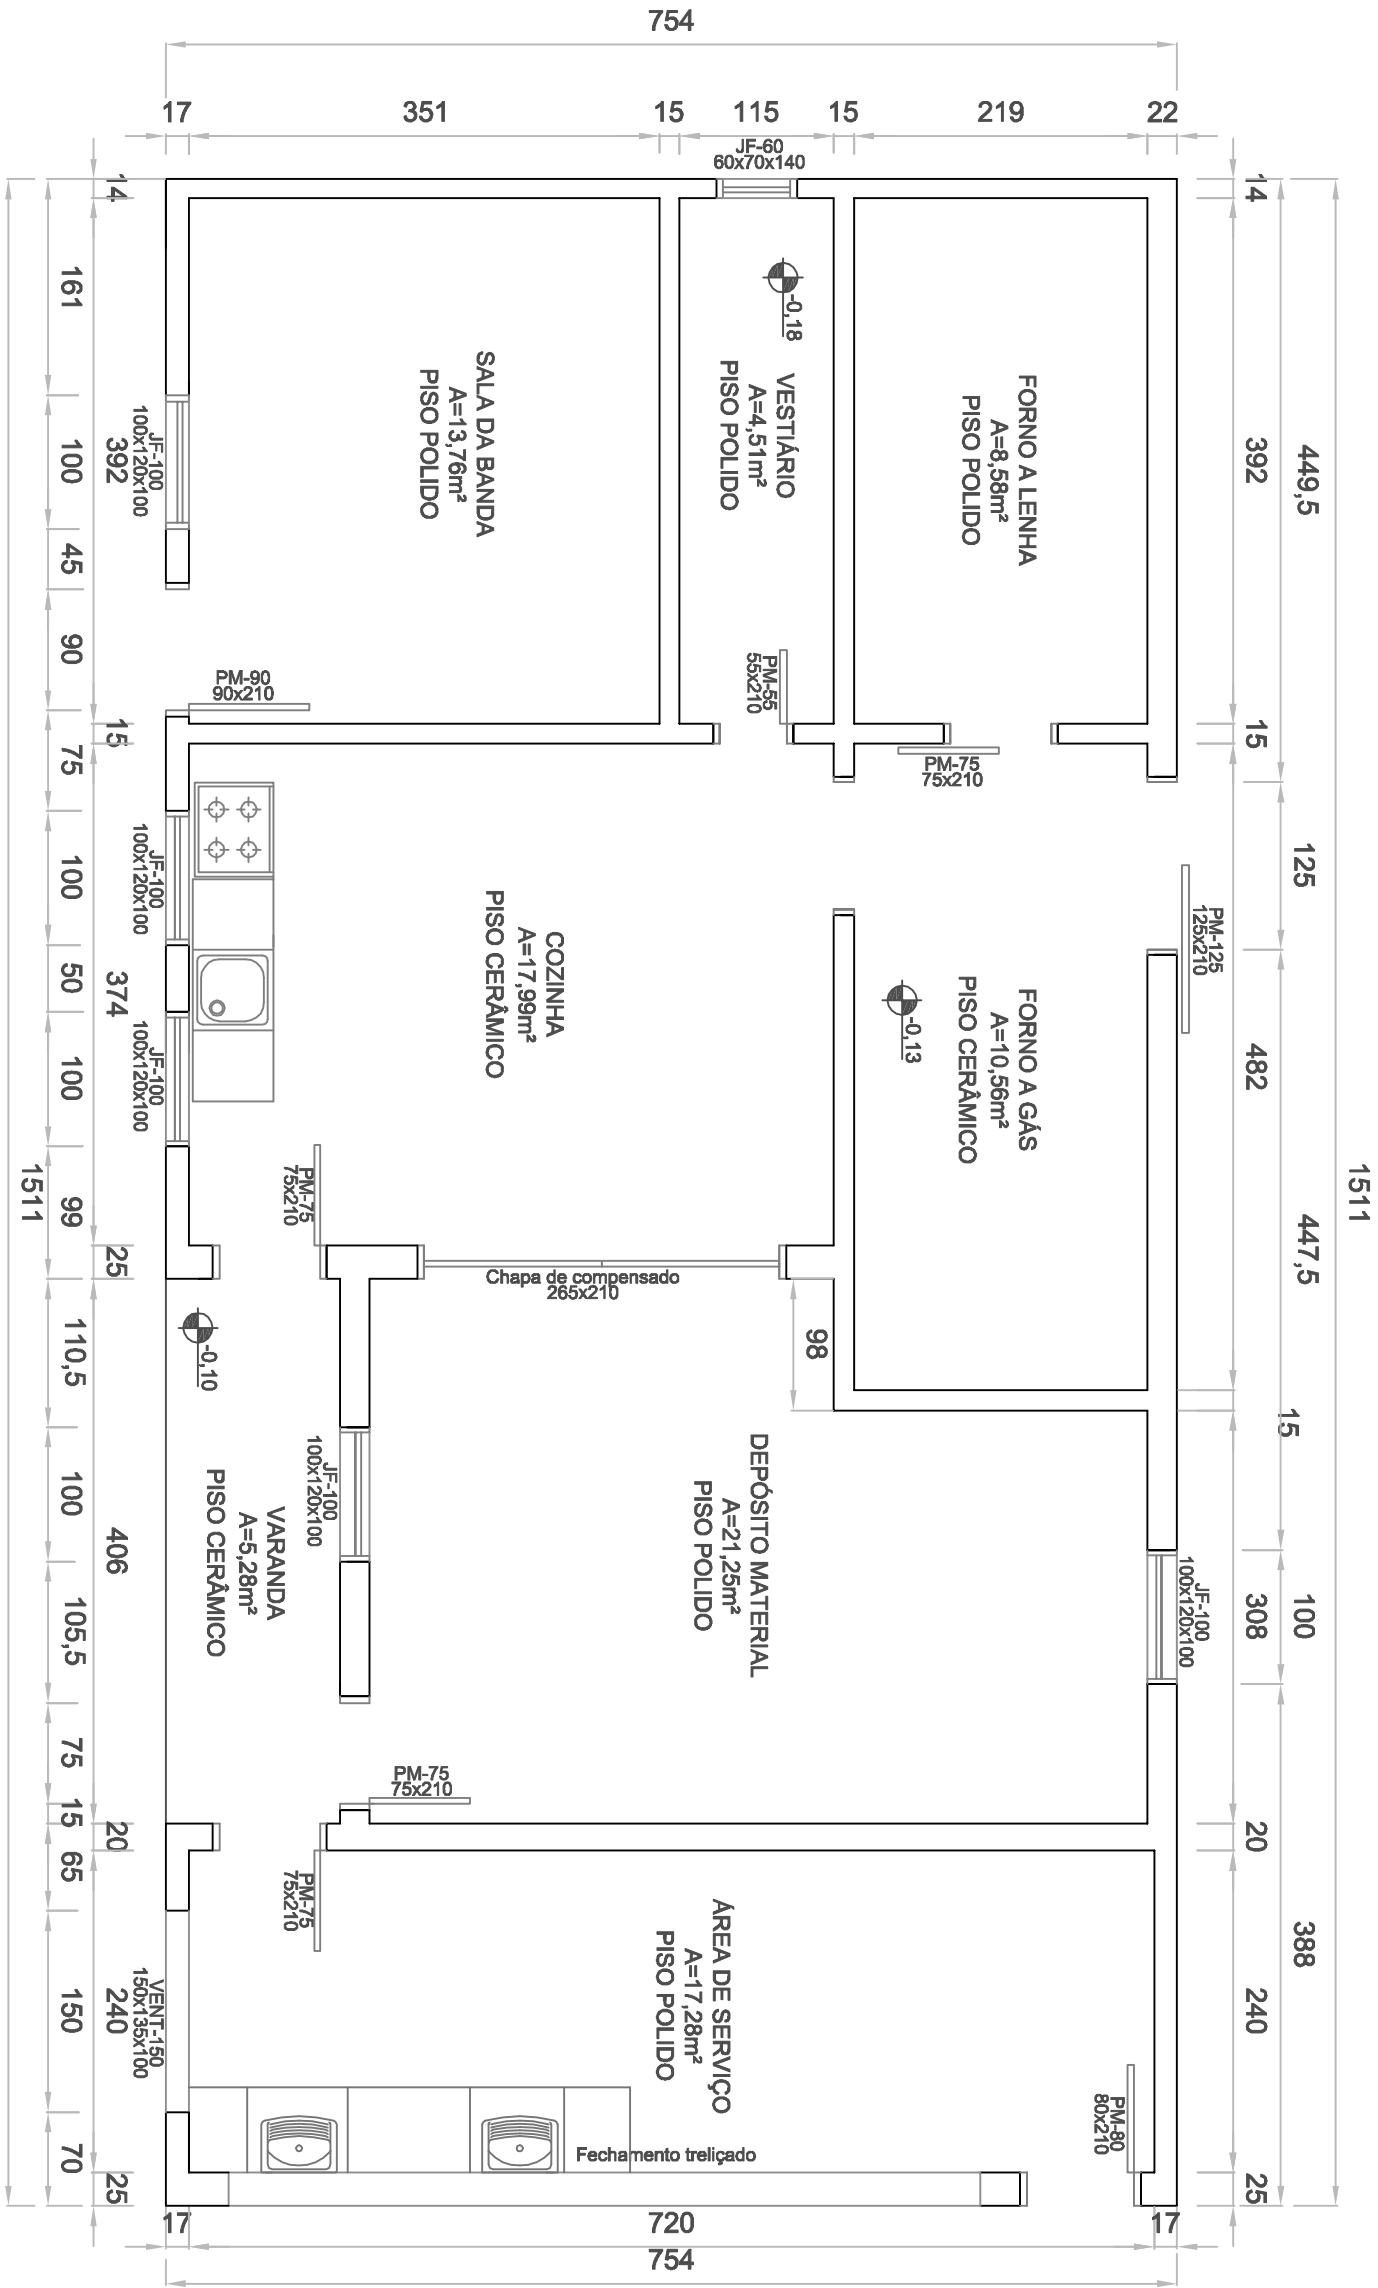 754
17
351
15
115
15
219
22
JF-60
60x70x140
14
161
100
45
90
392
JF-100
100x120x100
SALA DA BANDA
A=13,76m²
PISO POLIDO
-0,18
VESTIÁRIO
A=4,51m²
PISO POLIDO
FORNO A LENHA
A=8,58m²
PISO POLIDO
14
392
449,5
PM-90
90x210
PM-55
55x210
PM-75
75x210
15
75
15
JF-100
100x120x100
100
50
374
100
JF-100
100x120x100
99
25
1511
COZINHA
A=17,99m²
PISO CERÂMICO
PM-75
75x210
-0,13
FORNO A GÁS
A=10,56m²
PISO CERÂMICO
PM-125
125x210
125
482
447,5
1511
Chapa de compensado
265x210
98
15
-0,10
110,5
100
105,5
75
15
406
VARANDA
A=5,28m²
PISO CERÂMICO
JF-100
100x120x100
DEPÓSITO MATERIAL
A=21,25m²
PISO POLIDO
JF-100
100x120x100
308
100
PM-75
75x210
20
65
20
388
PM-75
75x210
150
240
VENT-150
150x135x100
70
25
ÁREA DE SERVIÇO
A=17,28m²
PISO POLIDO
PM-80
80x210
240
25
Fechamento treliçado
17
720
17
754